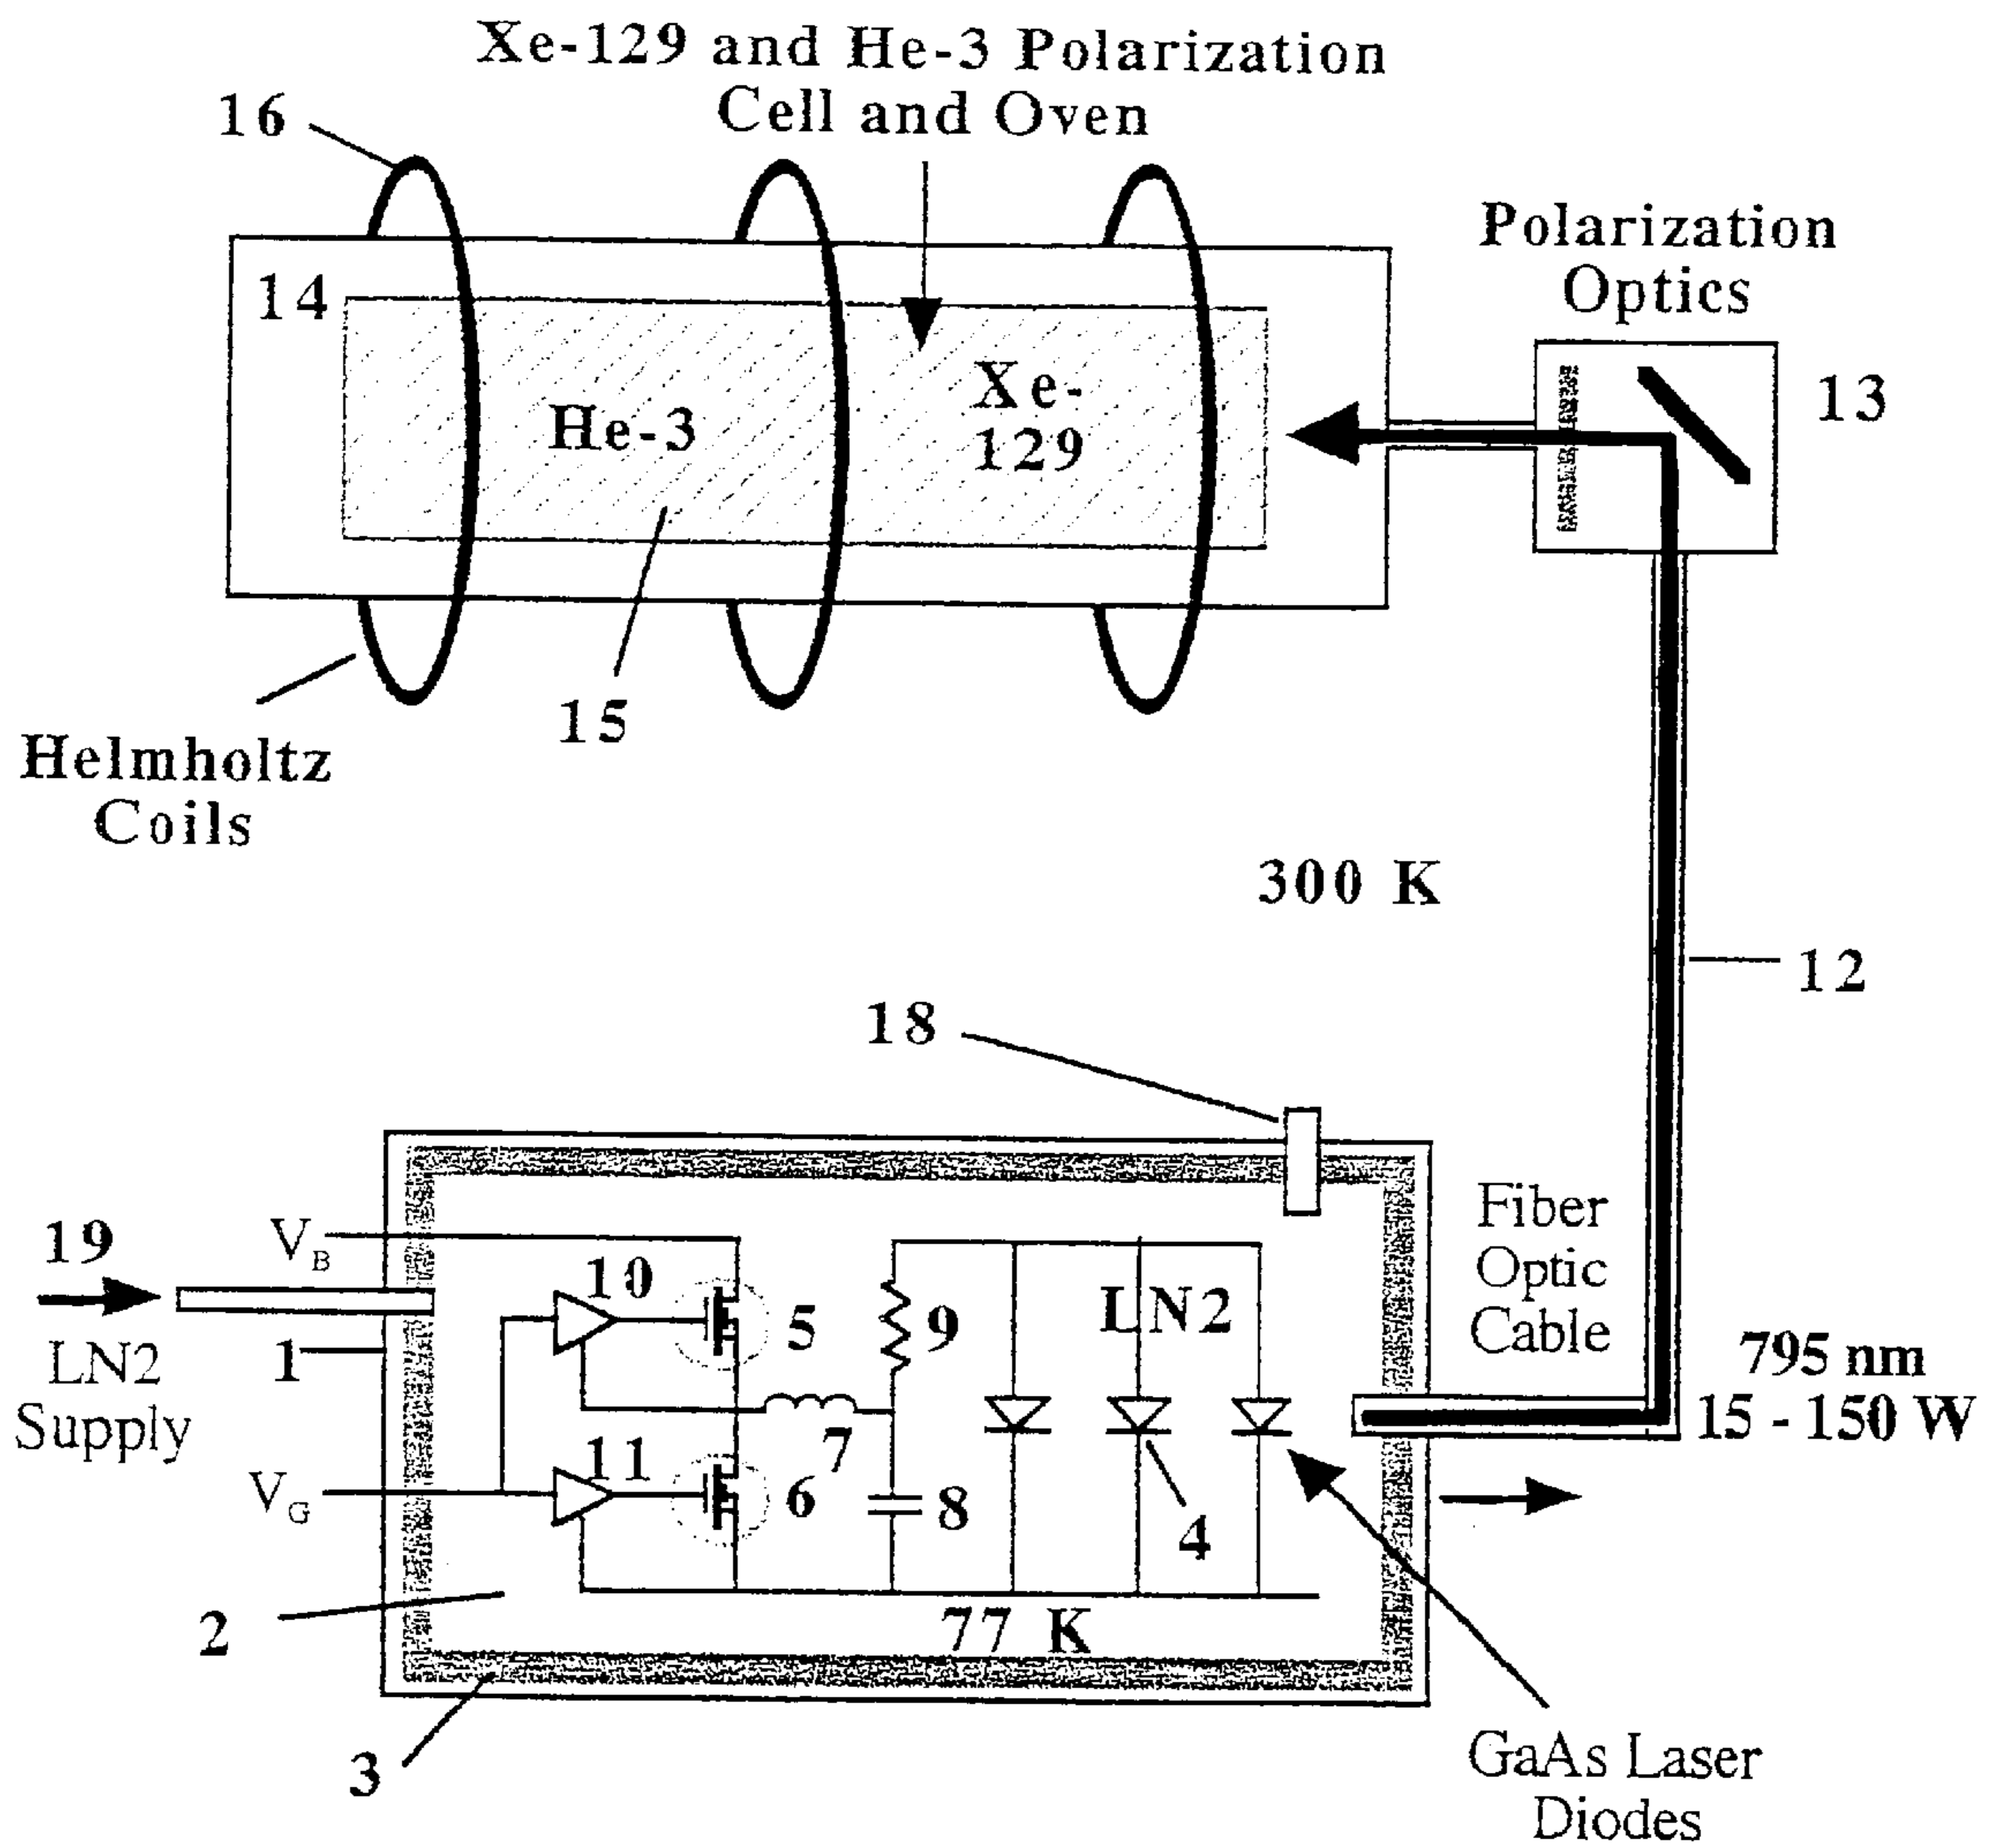 Xe-129 and He-3 Polarization
Cell and Oven
16
Polarization
Optics
14
13
He-3
Xe-
129
15
Helmholtz
Coils
300 K
12
18
Fiber
Optic
Cable
19
VB
10
5
9
LN2
LN2
Supply
1
795 nm
15 - 150 W
7
11
6
8
4
VG
2
77 K
3
GaAs Laser
Diodes